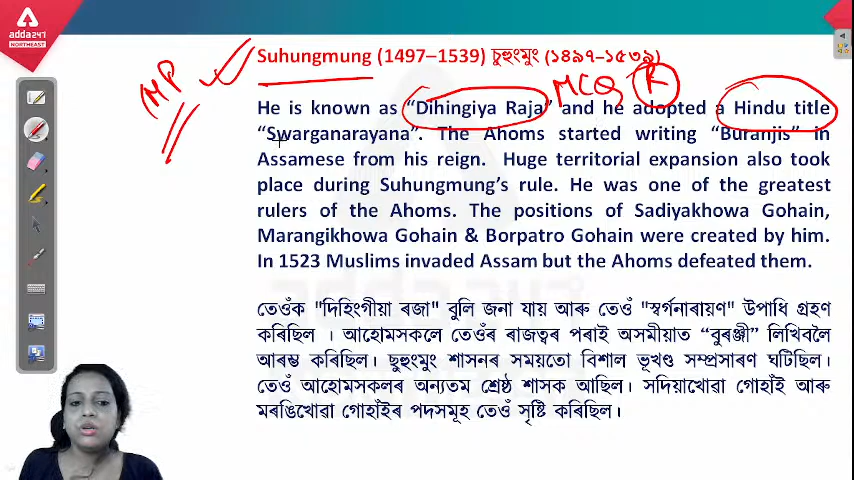 adda247
NORTHEAST
Suhungmung (1497–1539) চুহুংমুং (১৪৯৭-১৫৩৯)
IMP
MCQ R
He is known as “Dihingiya Raja” and he adopted a Hindu title
“Swarganarayana”. The Ahoms started writing “Buranjis” in
Assamese from his reign. Huge territorial expansion also took
place during Suhungmung’s rule. He was one of the greatest
rulers of the Ahoms. The positions of Sadiyakhowa Gohain,
Marangikhowa Gohain & Borpatro Gohain were created by him.
In 1523 Muslims invaded Assam but the Ahoms defeated them.
তেওঁক "দিহিংগীয়া ৰজা" বুলি জনা যায় আৰু তেওঁ "স্বৰ্গনাৰায়ণ" উপাধি গ্ৰহণ
কৰিছিল । আহোমসকলে তেওঁৰ ৰাজত্বৰ পৰাই অসমীয়াত “বুৰঞ্জী” লিখিবলৈ
আৰম্ভ কৰিছিল। ছুহুংমুং শাসনৰ সময়তো বিশাল ভূখণ্ড সম্প্ৰসাৰণ ঘটিছিল।
তেওঁ আহোমসকলৰ অন্যতম শ্ৰেষ্ঠ শাসক আছিল। সদিয়াখোৱা গোহাঁই আৰু
মৰঙিখোৱা গোহাঁইৰ পদসমূহ তেওঁ সৃষ্টি কৰিছিল।